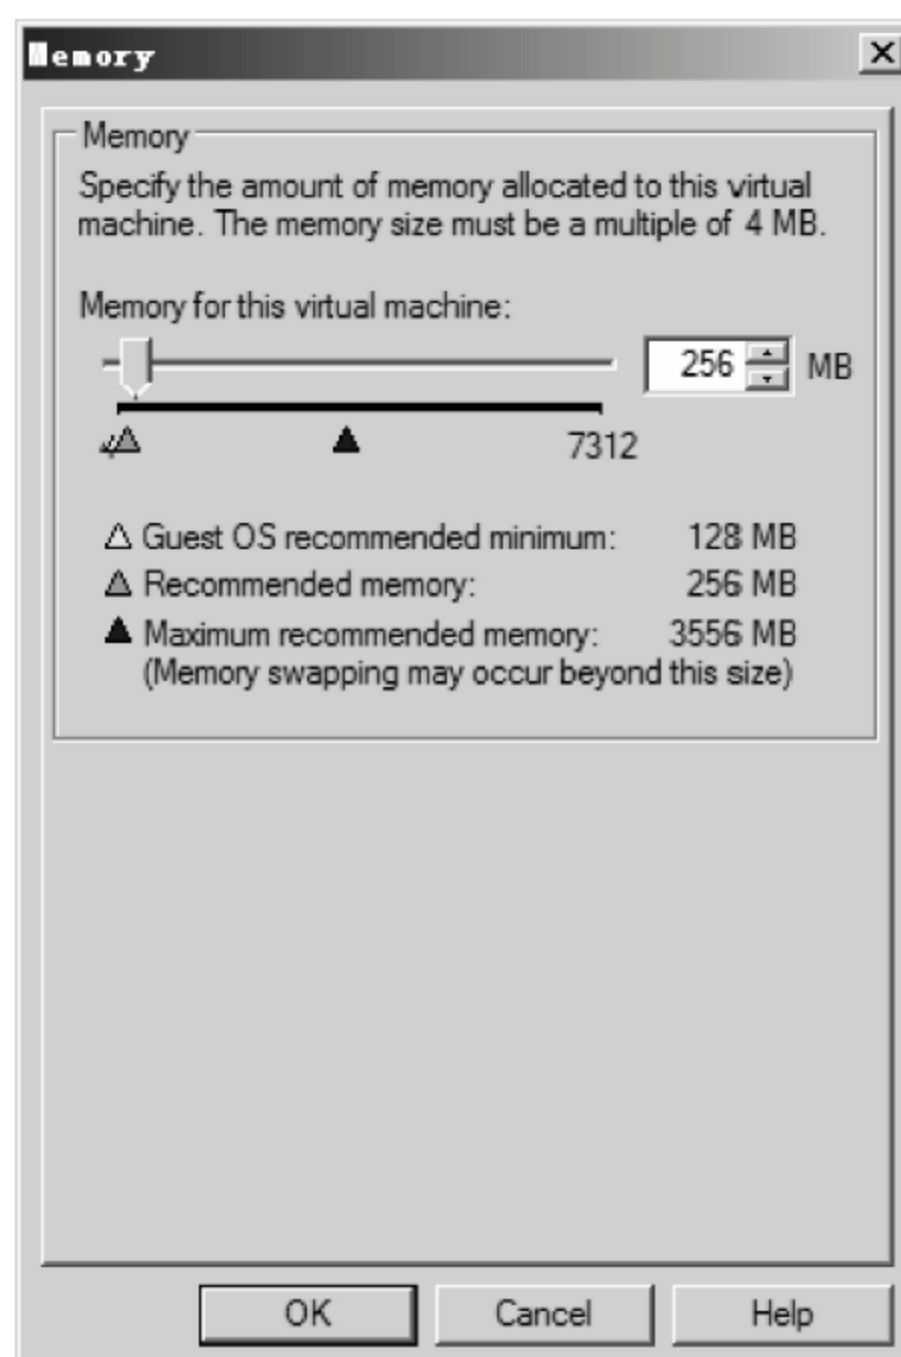 Memory
Memory
Specify the amount of memory allocated to this virtual
machine. The memory size must be a multiple of 4 MB.
Memory for this virtual machine:
256 MB
7312
Guest OS recommended minimum: 128 MB
Recommended memory: 256 MB
Maximum recommended memory: 3556 MB
(Memory swapping may occur beyond this size)
OK Cancel Help